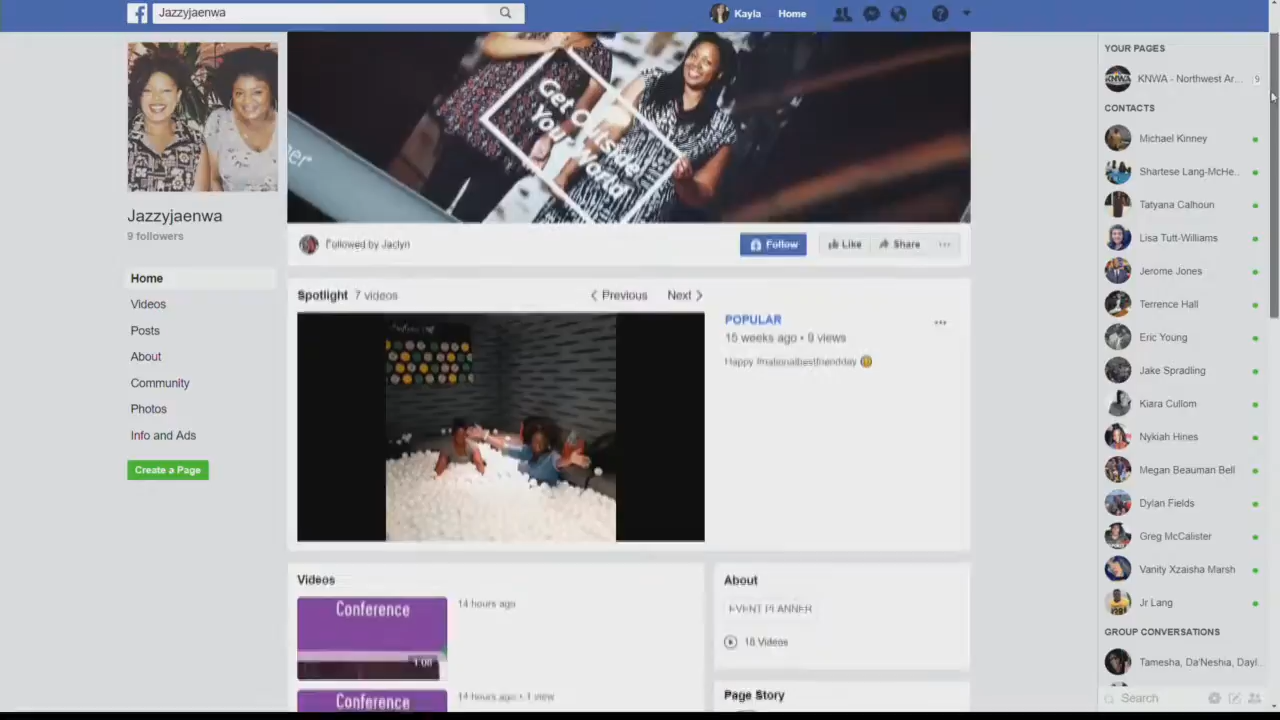 Jazzyjaenwa
Kayla
Home
Get Outside
Your World
Jazzyjaenwa
9 followers
Home
Videos
Posts
About
Community
Photos
Info and Ads
Create a Page
Followed by Jaclyn
Follow
Like
Share
Spotlight 7 videos
Previous
Next
POPULAR
15 weeks ago • 9 views
Happy #nationalbestfriendday
Videos
Conference
1:00
14 hours ago
Conference
14 hours ago • 1 view
About
EVENT PLANNER
18 Videos
Page Story
YOUR PAGES
KNWA - Northwest Ar... 9
CONTACTS
Michael Kinney
Shartese Lang-McHe..
Tatyana Calhoun
Lisa Tutt-Williams
Jerome Jones
Terrence Hall
Eric Young
Jake Spradling
Kiara Cullom
Nykiah Hines
Megan Beauman Bell
Dylan Fields
Greg McCalister
Vanity Xzaisha Marsh
Jr Lang
GROUP CONVERSATIONS
Tamesha, Da'Neshia, Dayl...
Search